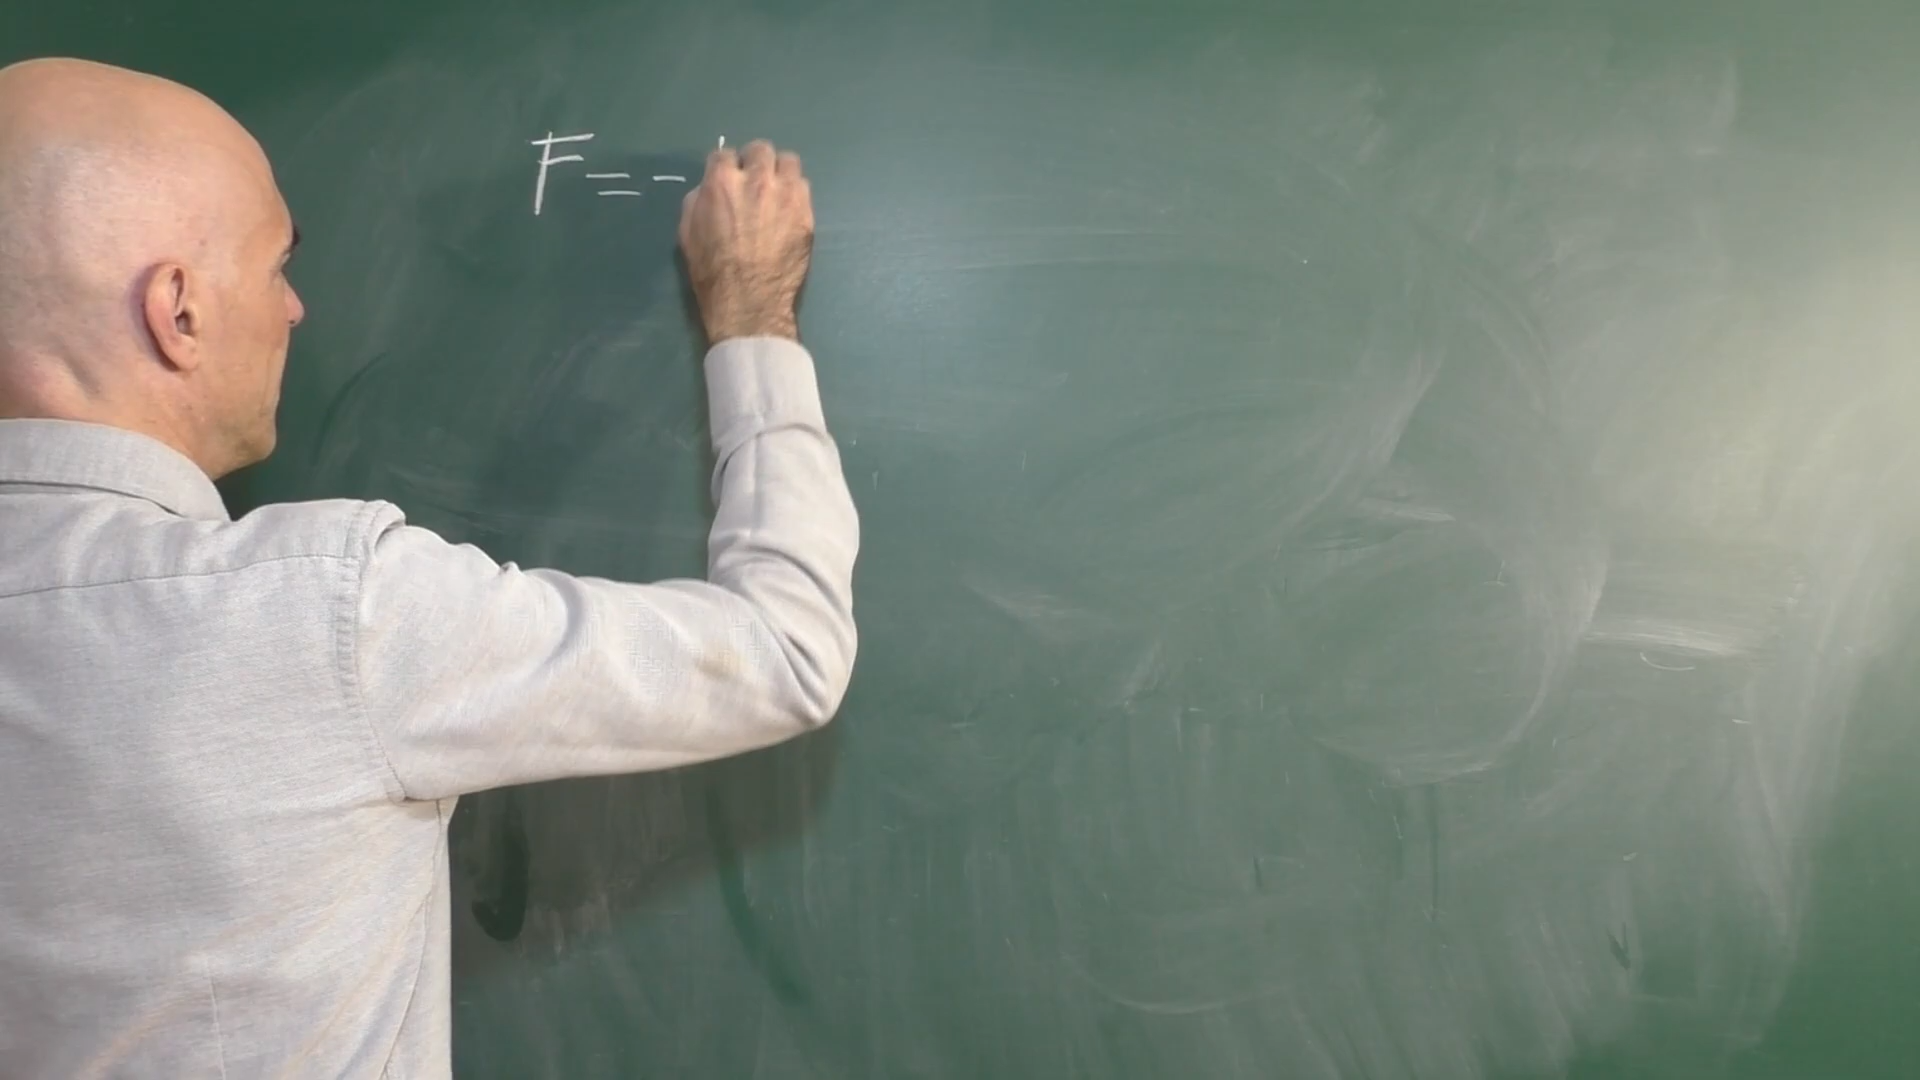 F = -